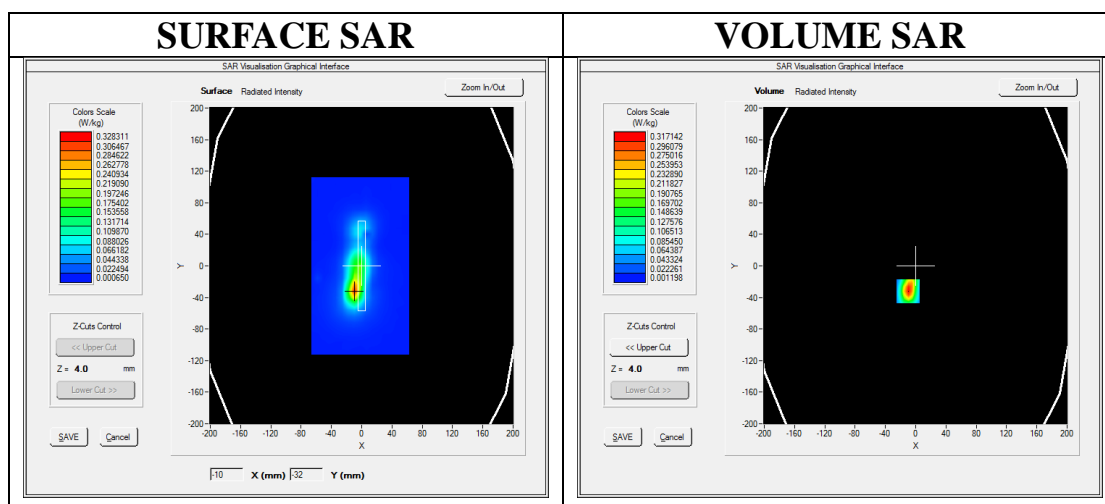 SURFACE SAR
SAR Visualisation Graphical Interface
Surface Radiated Intensity
Zoom In/Out
Colors Scale
(W/kg)
0.328311
0.306467
0.284622
0.262778
0.240934
0.219090
0.197246
0.175402
0.153558
0.131714
0.109870
0.088026
0.066182
0.044338
0.022494
0.000650
Z-Cuts Control
<< Upper Cut
Z = 4.0 mm
Lower Cut >>
SAVE Cancel
200
160
120
80
40
0
-40
-80
-120
-160
-200
Y
-200 -160 -120 -80 -40 0 40 80 120 160 200
X
-10 X (mm) -32 Y (mm)
VOLUME SAR
SAR Visualisation Graphical Interface
Volume Radiated Intensity
Zoom In/Out
Colors Scale
(W/kg)
0.317142
0.296079
0.275016
0.253953
0.232890
0.211827
0.190765
0.169702
0.148639
0.127576
0.106513
0.085450
0.064387
0.043324
0.022261
0.001198
Z-Cuts Control
<< Upper Cut
Z = 4.0 mm
Lower Cut >>
SAVE Cancel
200
160
120
80
40
0
-40
-80
-120
-160
-200
Y
-200 -160 -120 -80 -40 0 40 80 120 160 200
X